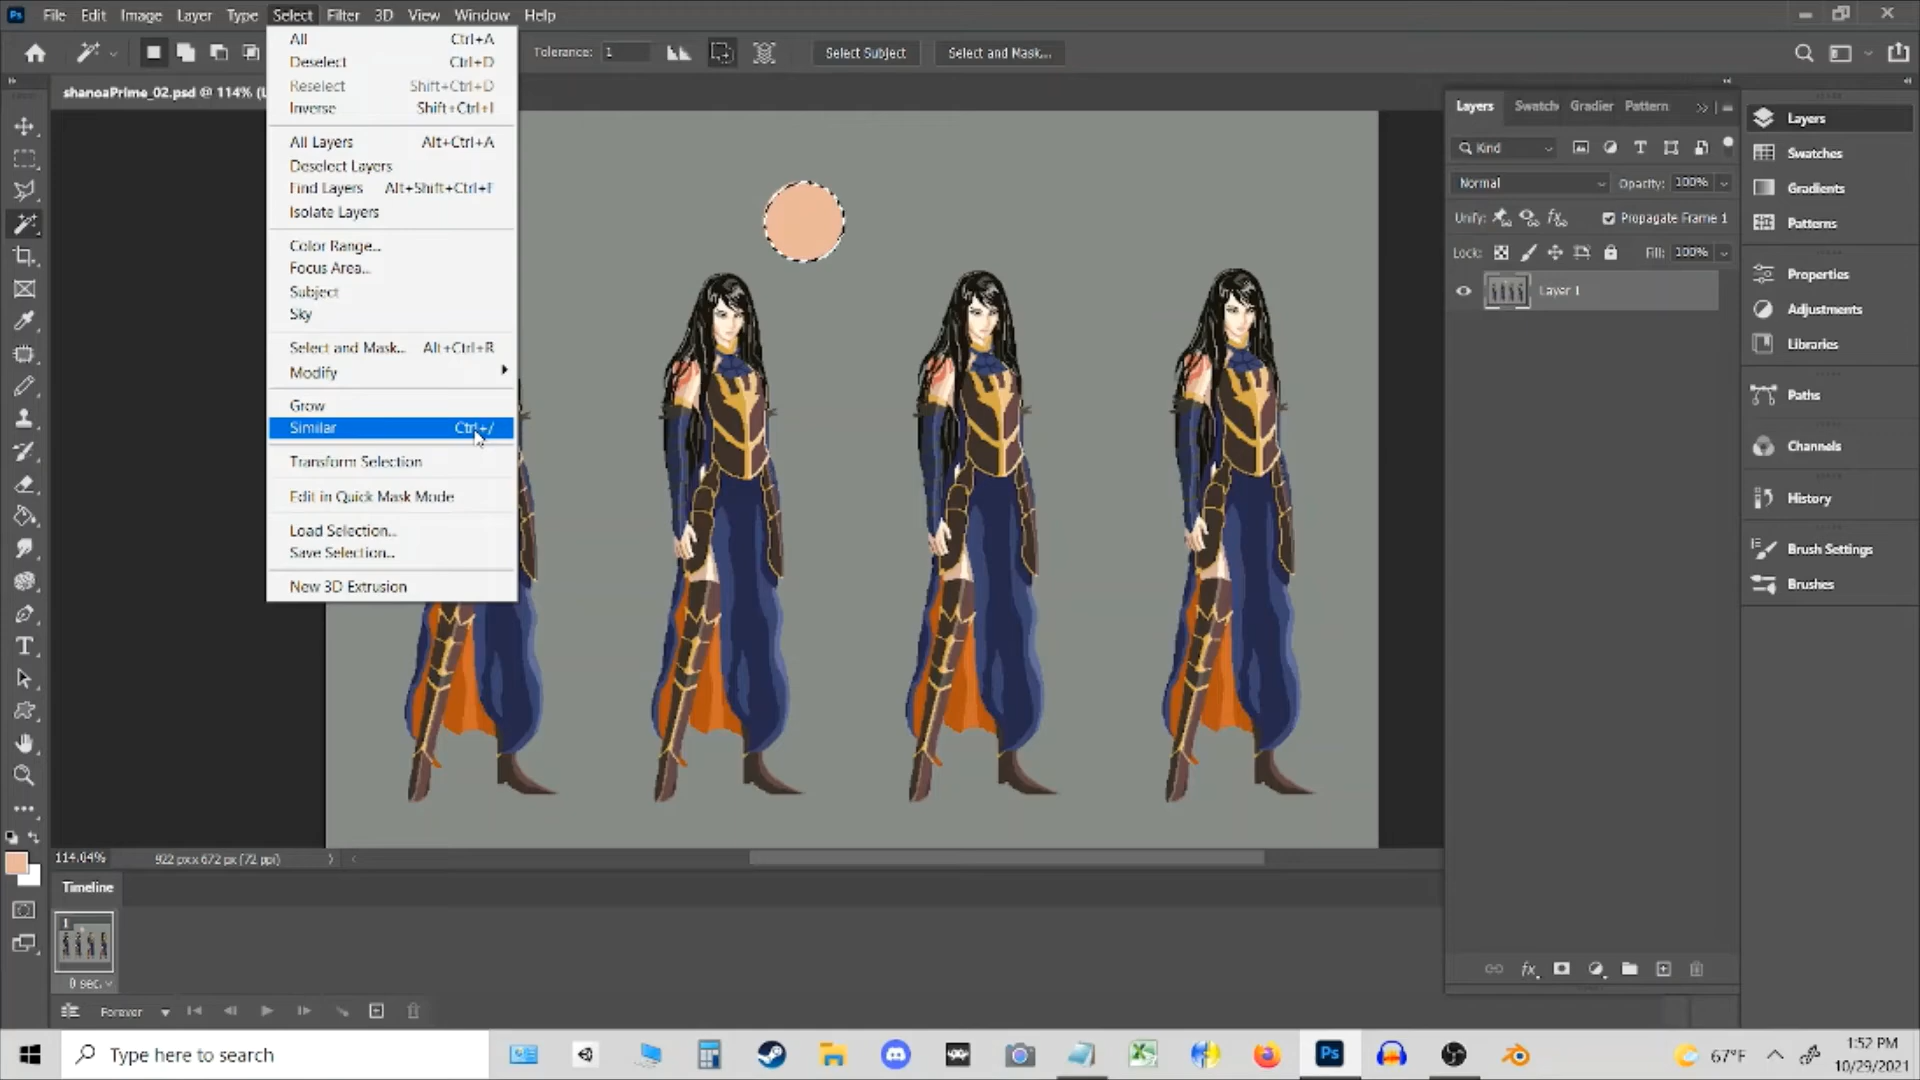 Ps File Edit Image Layer Type Select Filter 3D View Window Help
Tolerance: 1 Select Subject Select and Mask...
shanoaPrime_02.psd @ 114% (L
All Ctrl+A
Deselect Ctrl+D
Reselect Shift+Ctrl+D
Inverse Shift+Ctrl+I
All Layers Alt+Ctrl+A
Deselect Layers
Find Layers Alt+Shift+Ctrl+F
Isolate Layers
Color Range...
Focus Area...
Subject
Sky
Select and Mask... Alt+Ctrl+R
Modify
Grow
Similar Ctrl+/
Transform Selection
Edit in Quick Mask Mode
Load Selection...
Save Selection...
New 3D Extrusion
Layers Swatch Gradier Pattern
Kind
Normal Opacity: 100%
Unify: Propagate Frame 1
Lock: Fill: 100%
Layer 1
Layers
Swatches
Gradients
Patterns
Properties
Adjustments
Libraries
Paths
Channels
History
Brush Settings
Brushes
114.04% 922 px x 672 px (72 ppi)
Timeline
1
0 sec.
Forever
fx
Type here to search
Ps
67°F
1:52 PM
10/29/2021